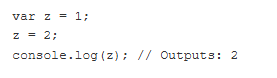 var z = 1;
z = 2;
console.log(z); // Outputs: 2